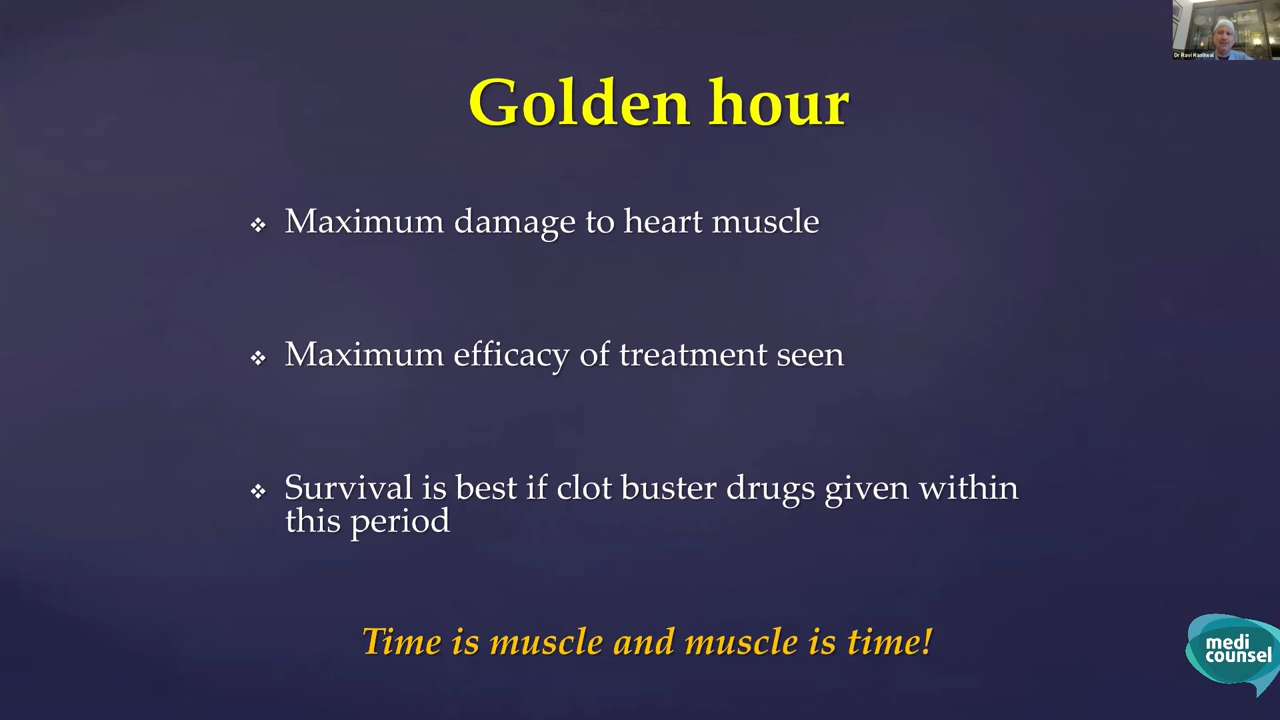 Golden hour
Maximum damage to heart muscle
Maximum efficacy of treatment seen
Survival is best if clot buster drugs given within
this period
Time is muscle and muscle is time!
medi
counsel